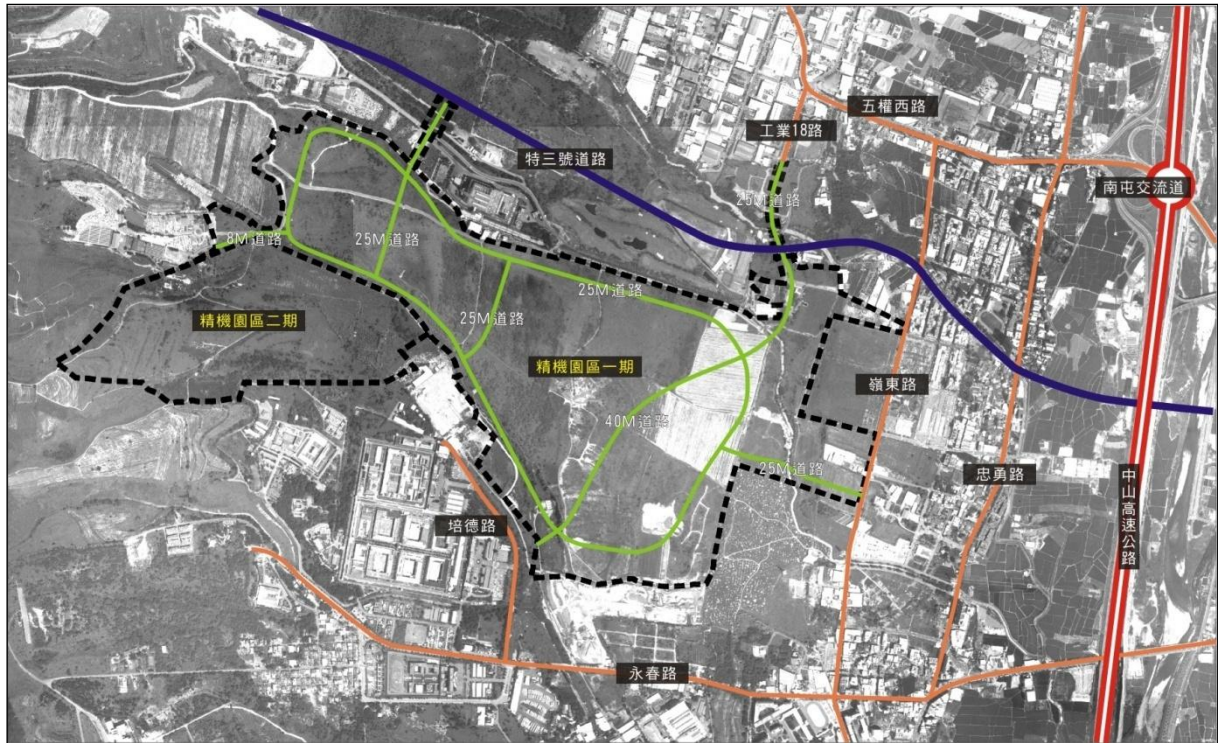 五權西路
工業18路
特三號道路
南屯交流道
25M道路
8M道路
25M道路
25M道路
精機園區二期
25M道路
精機園區一期
嶺東路
40M道路
25M道路
忠勇路
中山高速公路
培德路
永春路